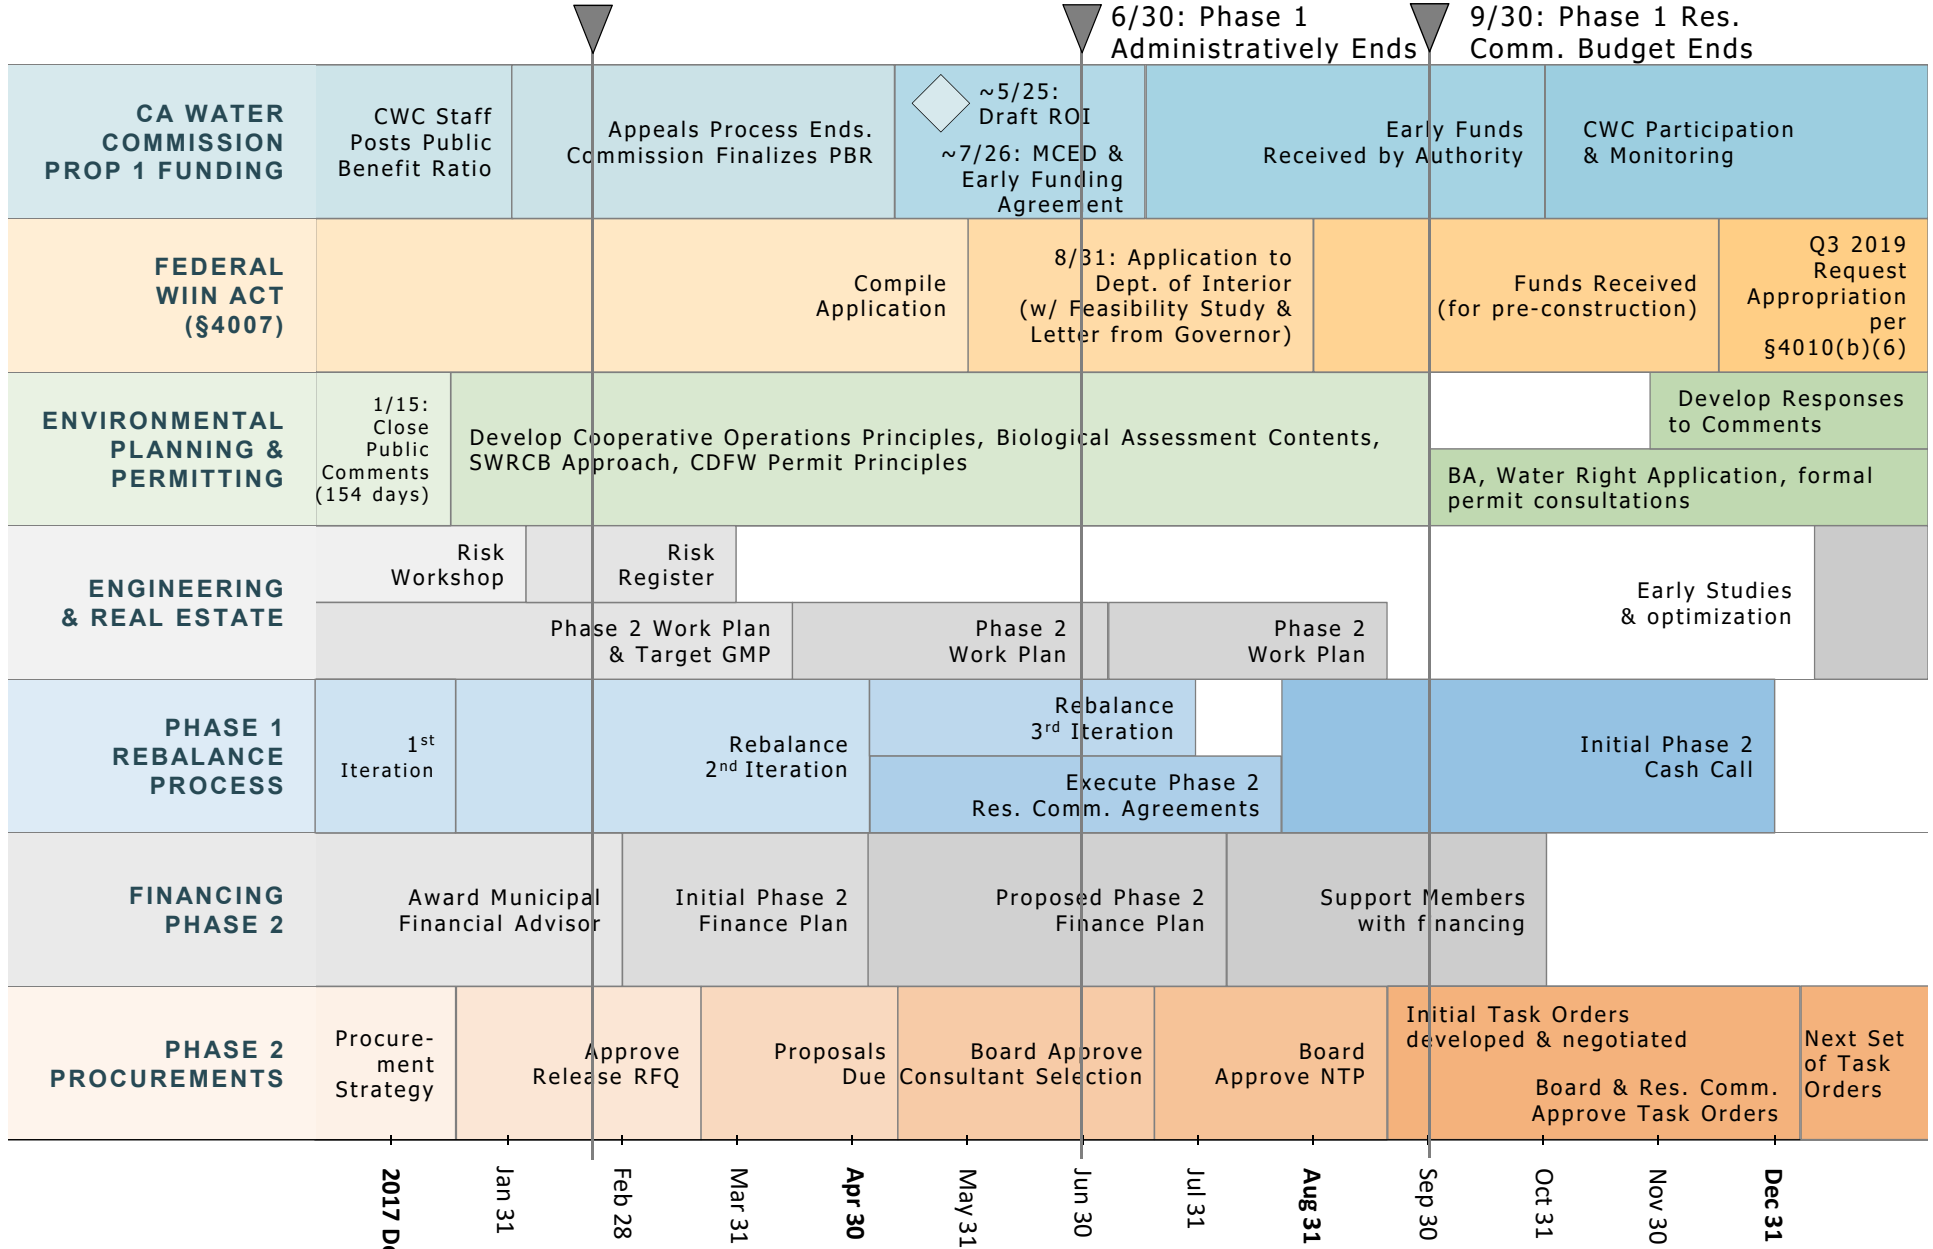 6/30: Phase 1
Administratively Ends
9/30: Phase 1 Res.
Comm. Budget Ends
CA WATER
COMMISSION
PROP 1 FUNDING
CWC Staff
Posts Public
Benefit Ratio
Appeals Process Ends.
Commission Finalizes PBR
~5/25:
Draft ROI
~7/26: MCED &
Early Funding
Agreement
Early Funds
Received by Authority
CWC Participation
& Monitoring
FEDERAL
WIIN ACT
(§4007)
Compile
Application
8/31: Application to
Dept. of Interior
(w/ Feasibility Study &
Letter from Governor)
Funds Received
(for pre-construction)
Q3 2019
Request
Appropriation
per
§4010(b)(6)
ENVIRONMENTAL
PLANNING &
PERMITTING
1/15:
Close
Public
Comments
(154 days)
Develop Cooperative Operations Principles, Biological Assessment Contents,
SWRCB Approach, CDFW Permit Principles
Develop Responses
to Comments
BA, Water Right Application, formal
permit consultations
ENGINEERING
& REAL ESTATE
Risk
Workshop
Risk
Register
Phase 2 Work Plan
& Target GMP
Phase 2
Work Plan
Phase 2
Work Plan
Early Studies
& optimization
PHASE 1
REBALANCE
PROCESS
1st
Iteration
Rebalance
2nd Iteration
Rebalance
3rd Iteration
Execute Phase 2
Res. Comm. Agreements
Initial Phase 2
Cash Call
FINANCING
PHASE 2
Award Municipal
Financial Advisor
Initial Phase 2
Finance Plan
Proposed Phase 2
Finance Plan
Support Members
with financing
PHASE 2
PROCUREMENTS
Procure-
ment
Strategy
Approve
Release RFQ
Proposals
Due
Board Approve
Consultant Selection
Board
Approve NTP
Initial Task Orders
developed & negotiated
Board & Res. Comm.
Approve Task Orders
Next Set
of Task
Orders
2017
Jan 31
Feb 28
Mar 31
Apr 30
May 31
Jun 30
Jul 31
Aug 31
Sep 30
Oct 31
Nov 30
Dec 31